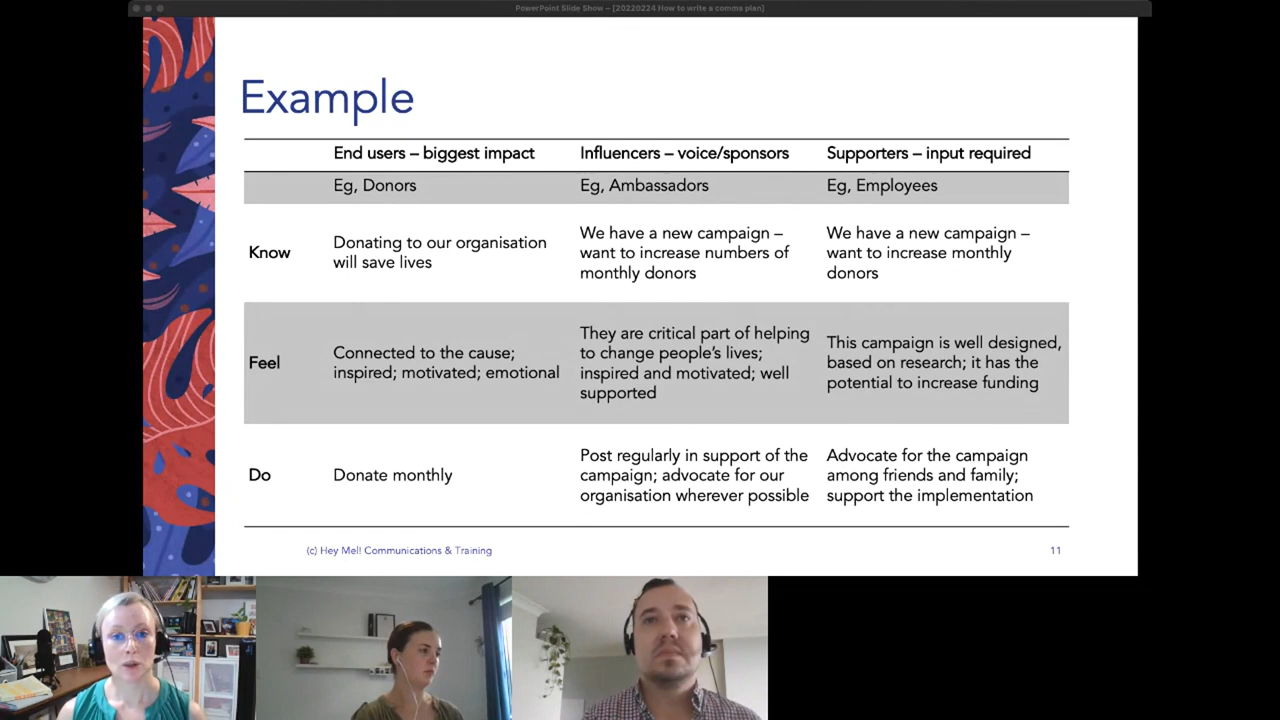 PowerPoint Slide Show – [20220224 How to write a comms plan]
Example
End users – biggest impact
Influencers – voice/sponsors
Supporters – input required
Eg, Donors
Eg, Ambassadors
Eg, Employees
Know
Donating to our organisation
will save lives
We have a new campaign –
want to increase numbers of
monthly donors
We have a new campaign –
want to increase monthly
donors
Feel
Connected to the cause;
inspired; motivated; emotional
They are critical part of helping
to change people’s lives;
inspired and motivated; well
supported
This campaign is well designed,
based on research; it has the
potential to increase funding
Do
Donate monthly
Post regularly in support of the
campaign; advocate for our
organisation wherever possible
Advocate for the campaign
among friends and family;
support the implementation
(c) Hey Mel! Communications & Training
11